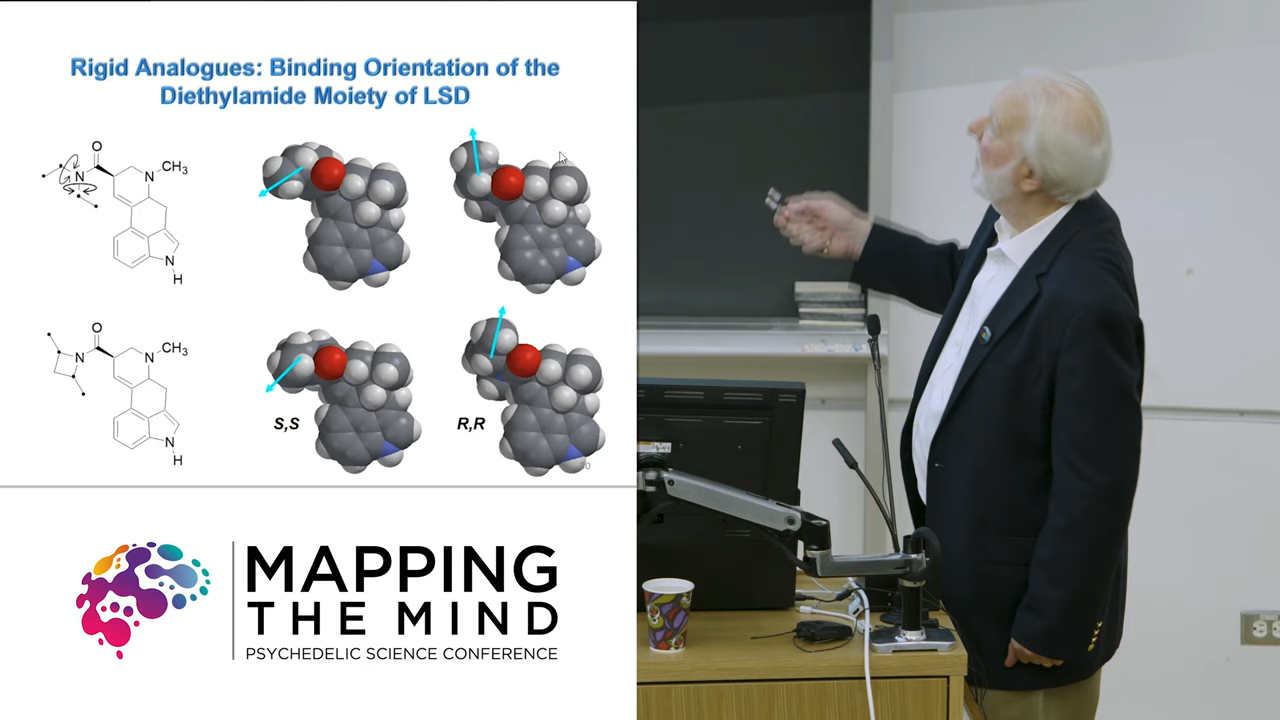 Rigid Analogues: Binding Orientation of the
Diethylamide Moiety of LSD
O
N
N
CH3
N
H
O
N
N
CH3
N
H
S,S
R,R
MAPPING
THE MIND
PSYCHEDELIC SCIENCE CONFERENCE